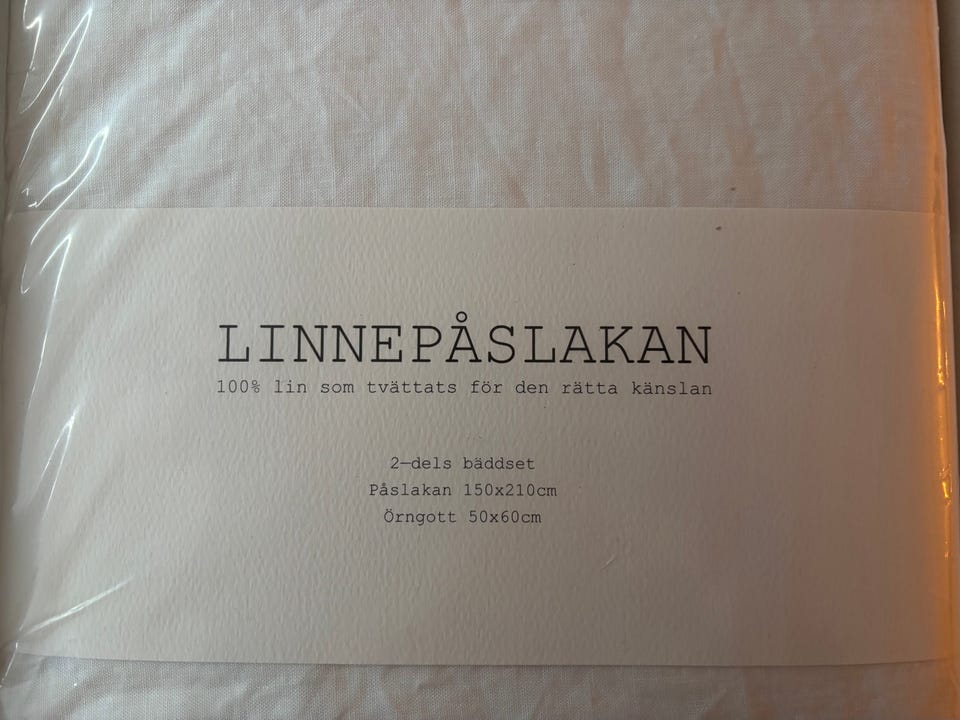 LINNEPÅSLAKAN
100% lin som tvättats för den rätta känslan
2-dels bäddset
Påslakan 150x210cm
Örngott 50x60cm